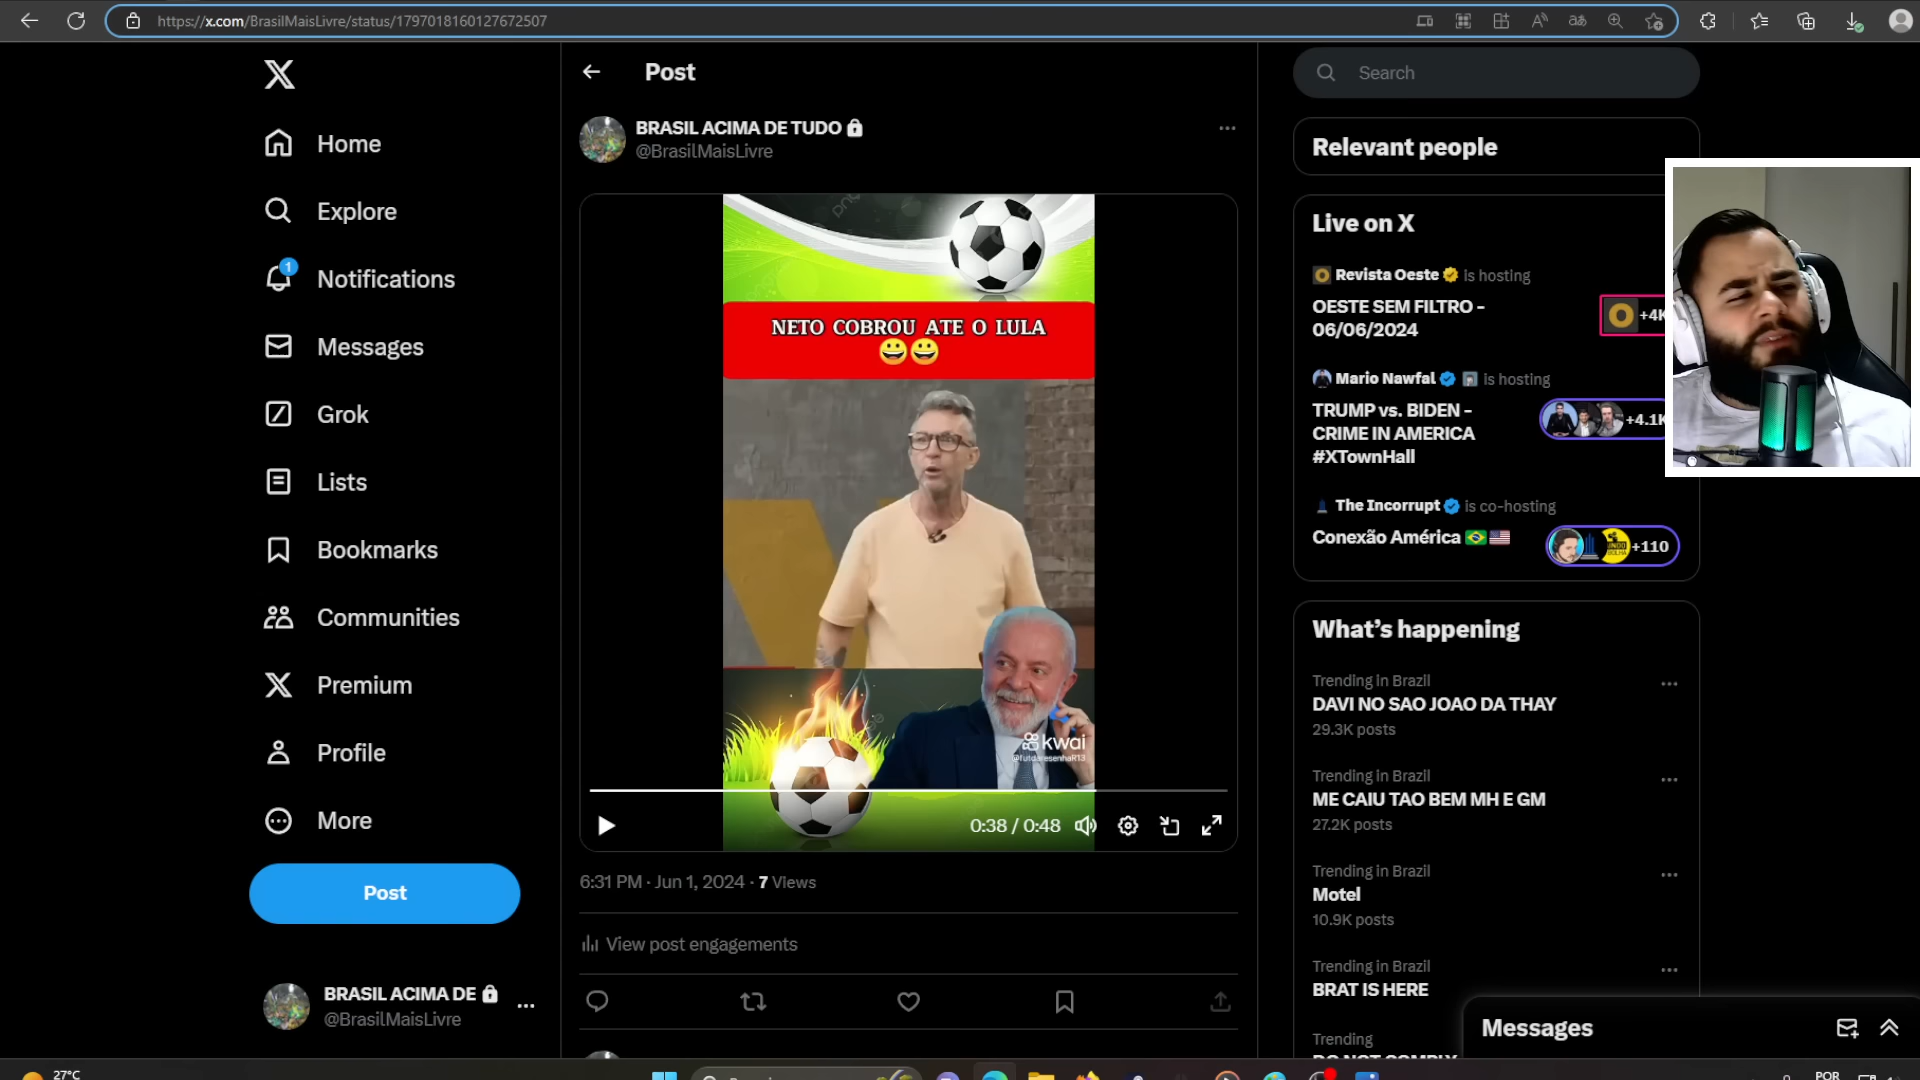 https://x.com/BrasilMaisLivre/status/1797018160127672507
Home
Explore
1
Notifications
Messages
Grok
Lists
Bookmarks
Communities
Premium
Profile
More
Post
BRASIL ACIMA DE
@BrasilMaisLivre
27°C
Post
BRASIL ACIMA DE TUDO
@BrasilMaisLivre
NETO COBROU ATE O LULA
kwai
0:38 / 0:48
6:31 PM · Jun 1, 2024 · 7 Views
View post engagements
Search
Relevant people
Live on X
Revista Oeste is hosting
OESTE SEM FILTRO -
06/06/2024
+4K
Mario Nawfal is hosting
TRUMP vs. BIDEN -
CRIME IN AMERICA
#XTownHall
+4.1K
The Incorrupt is co-hosting
Conexão América
+110
What's happening
Trending in Brazil
DAVI NO SAO JOAO DA THAY
29.3K posts
Trending in Brazil
ME CAIU TAO BEM MH E GM
27.2K posts
Trending in Brazil
Motel
10.9K posts
Trending in Brazil
BRAT IS HERE
Trending
DO NOT COMPLY
Messages
POR